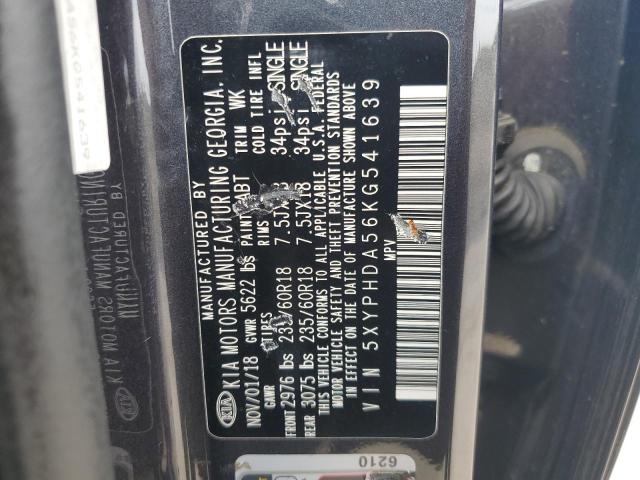 MANUFACTURED BY
KIA KIA MOTORS MANUFACTURING GEORGIA, INC.
NOV/01/18 GVWR 5622 lbs PAINT ABT TRIM WK
GAWR TIRES RIMS COLD TIRE INFL
FRONT 2976 lbs 235/60R18 7.5JX18 34psi SINGLE
REAR 3075 lbs 235/60R18 7.5JX18 34psi SINGLE
THIS VEHICLE CONFORMS TO ALL APPLICABLE U.S.A. FEDERAL
MOTOR VEHICLE SAFETY AND THEFT PREVENTION STANDARDS
IN EFFECT ON THE DATE OF MANUFACTURE SHOWN ABOVE
VIN 5XYPHDA56KG541639
MPV
6210